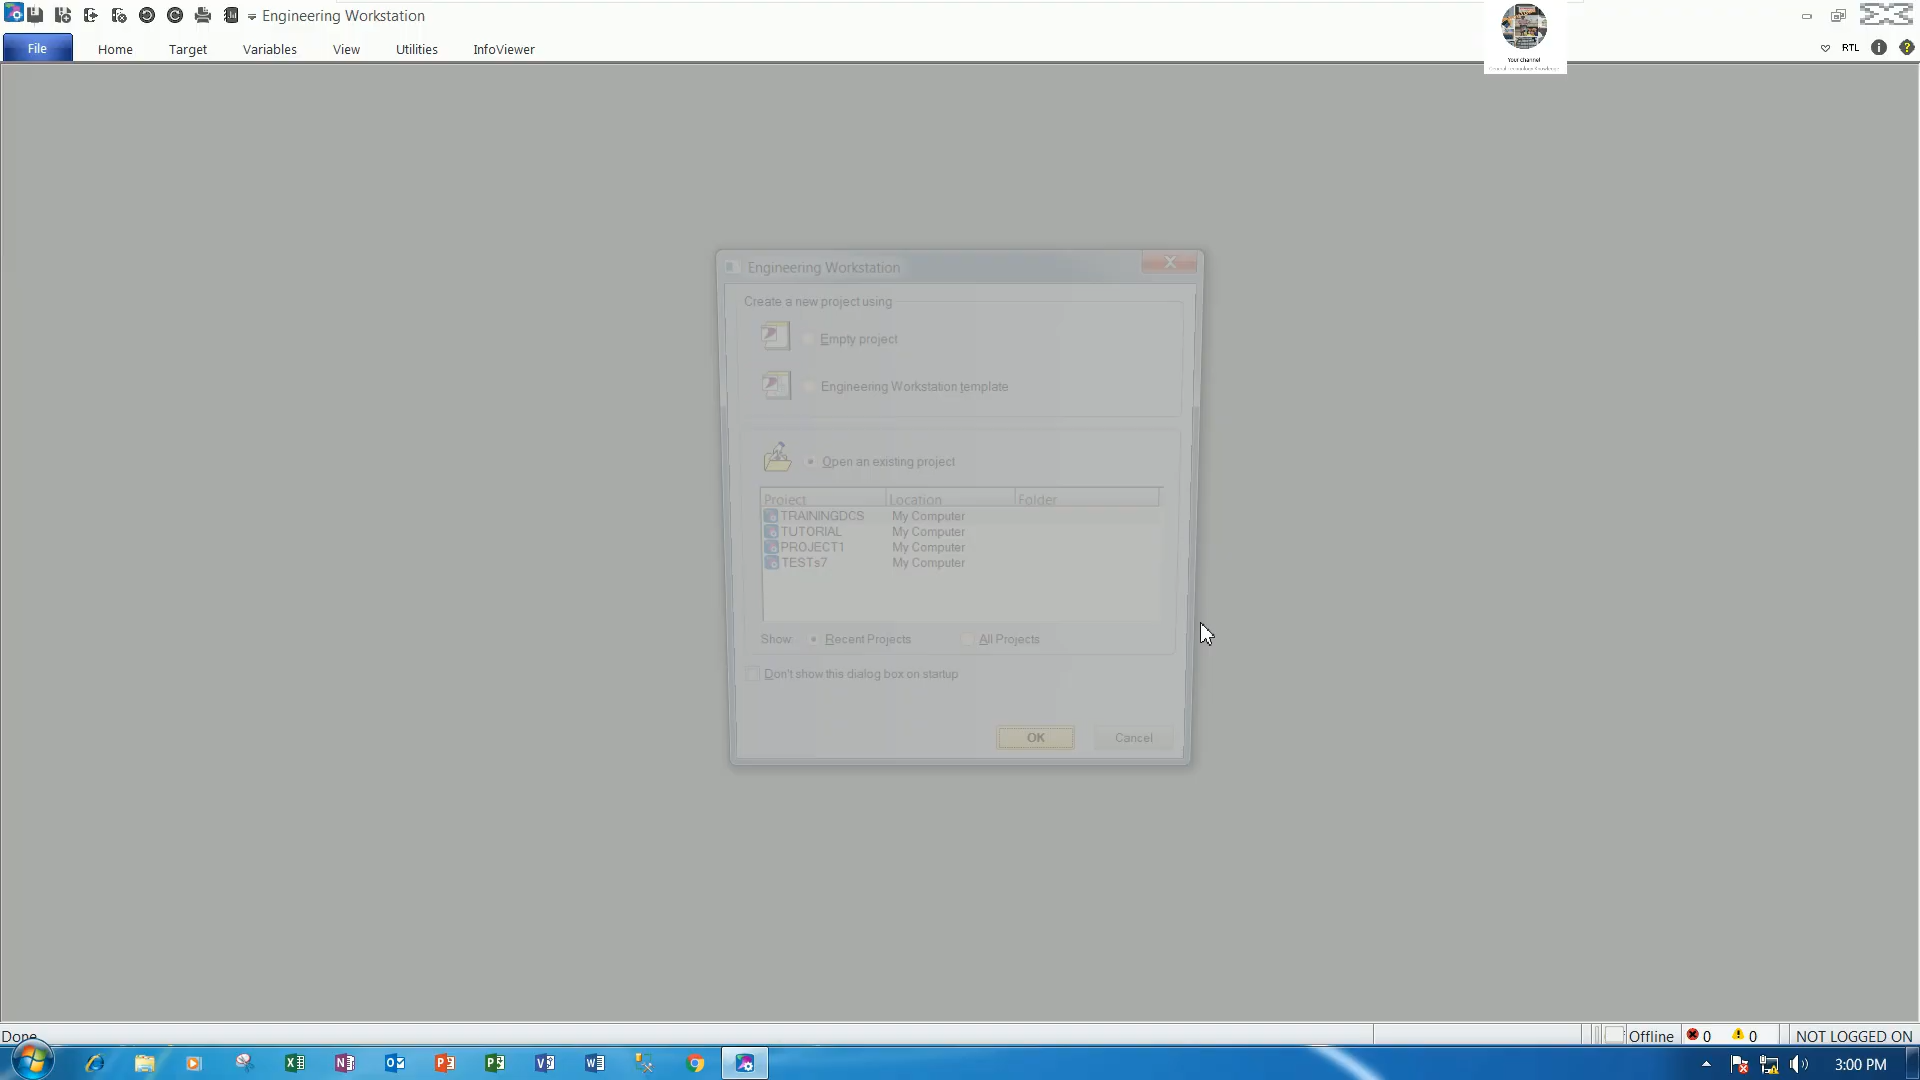 Engineering Workstation
File Home Target Variables View Utilities InfoViewer
RTL
Your channel
Engineering Workstation
Create a new project using
Empty project
Engineering Workstation template
Open an existing project
Project Location Folder
TRAININGDCS My Computer
TUTORIAL My Computer
PROJECT1 My Computer
TESTs7 My Computer
Show: Recent Projects All Projects
Don't show this dialog box on startup
OK Cancel
Done Offline 0 0 NOT LOGGED ON
3:00 PM